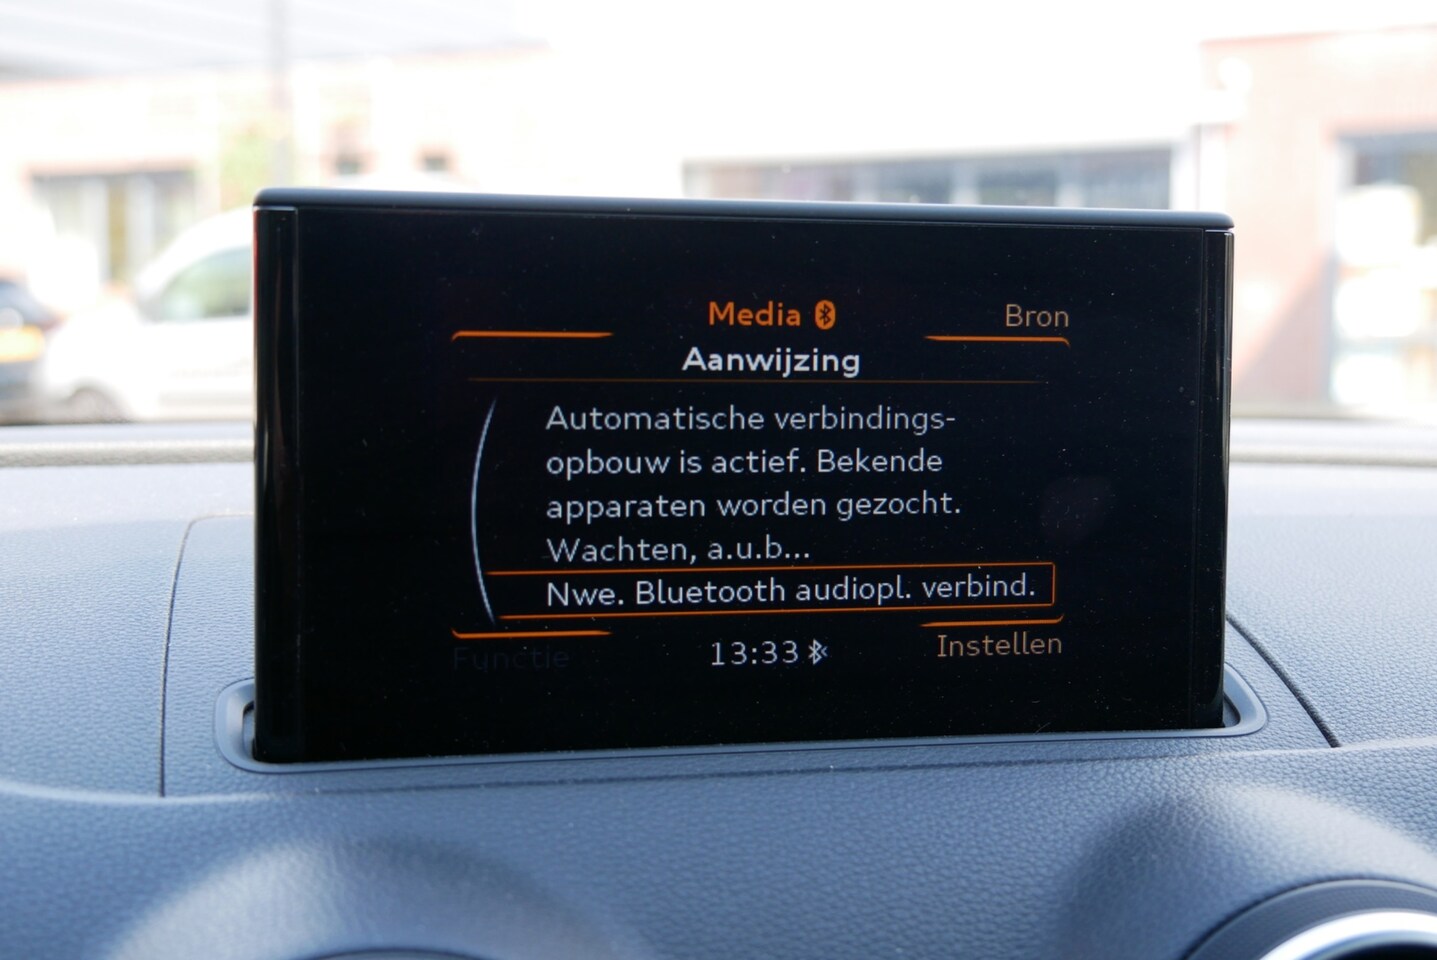 Media
Bron
Aanwijzing
Automatische verbindings-
opbouw is actief. Bekende
apparaten worden gezocht.
Wachten, a.u.b...
Nwe. Bluetooth audiopl. verbind.
Functie
13:33
Instellen